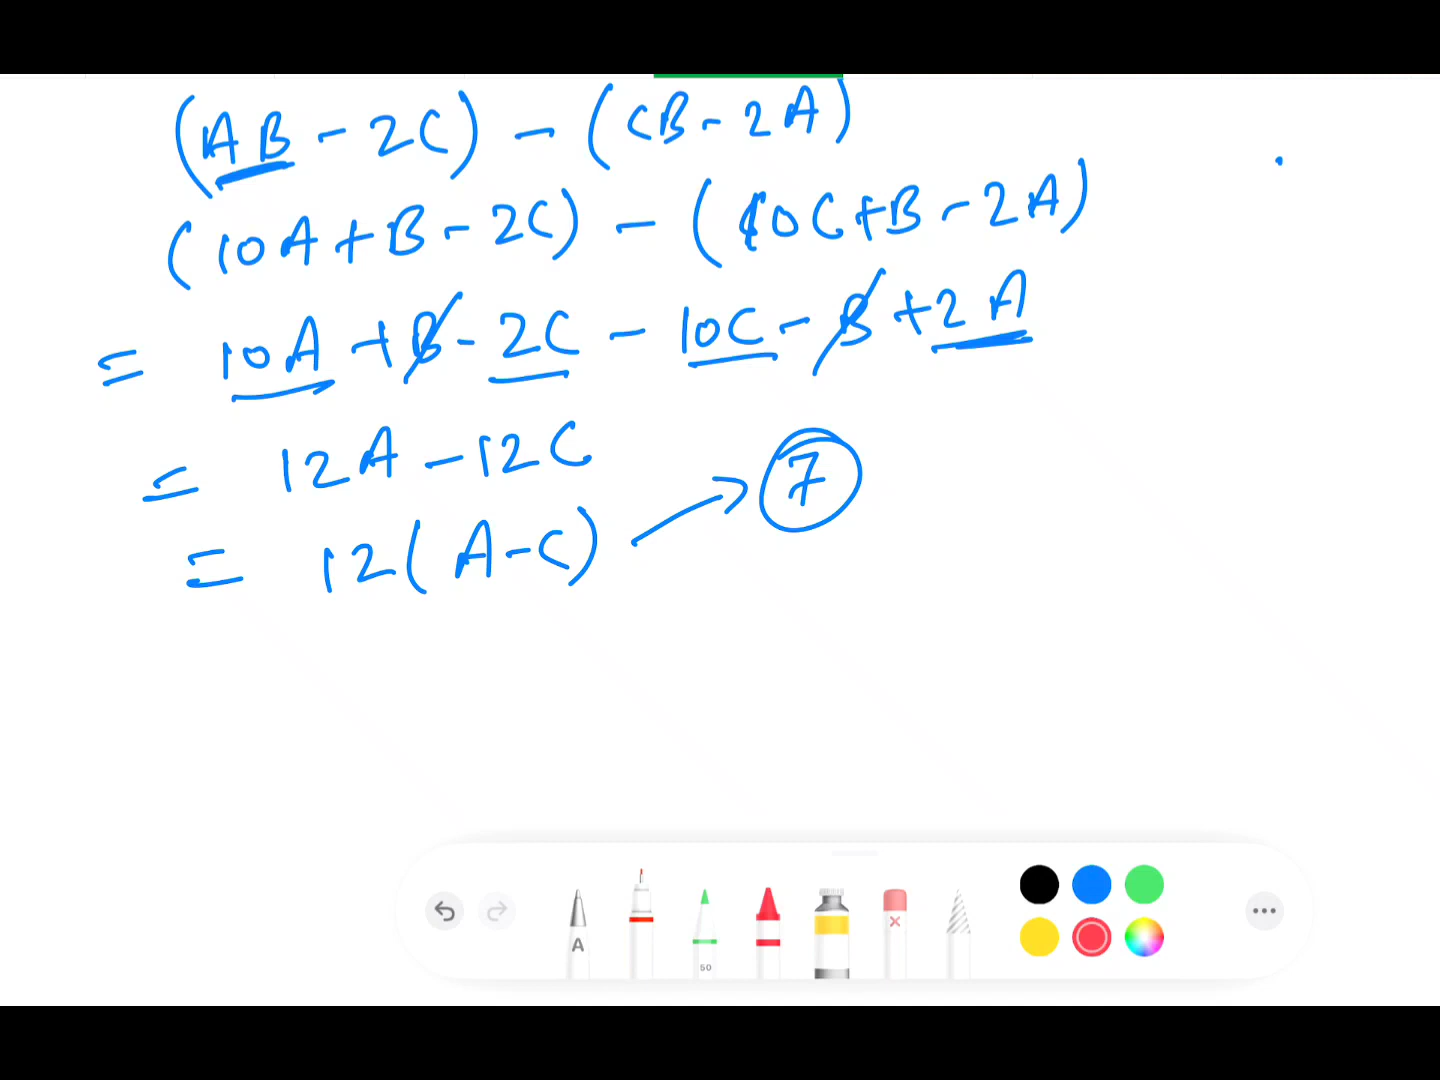 (AB - 2C) - (CB - 2A)
(10A + B - 2C) - (10C + B - 2A)
= 10A + B - 2C - 10C - B + 2A
= 12A - 12C
= 12(A - C) → 7
A
50